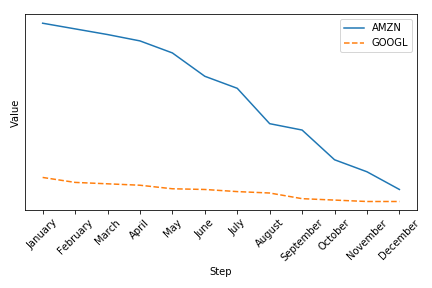 AMZN
GOOGL
Value
January
February
March
April
May
June
July
August
September
October
November
December
Step